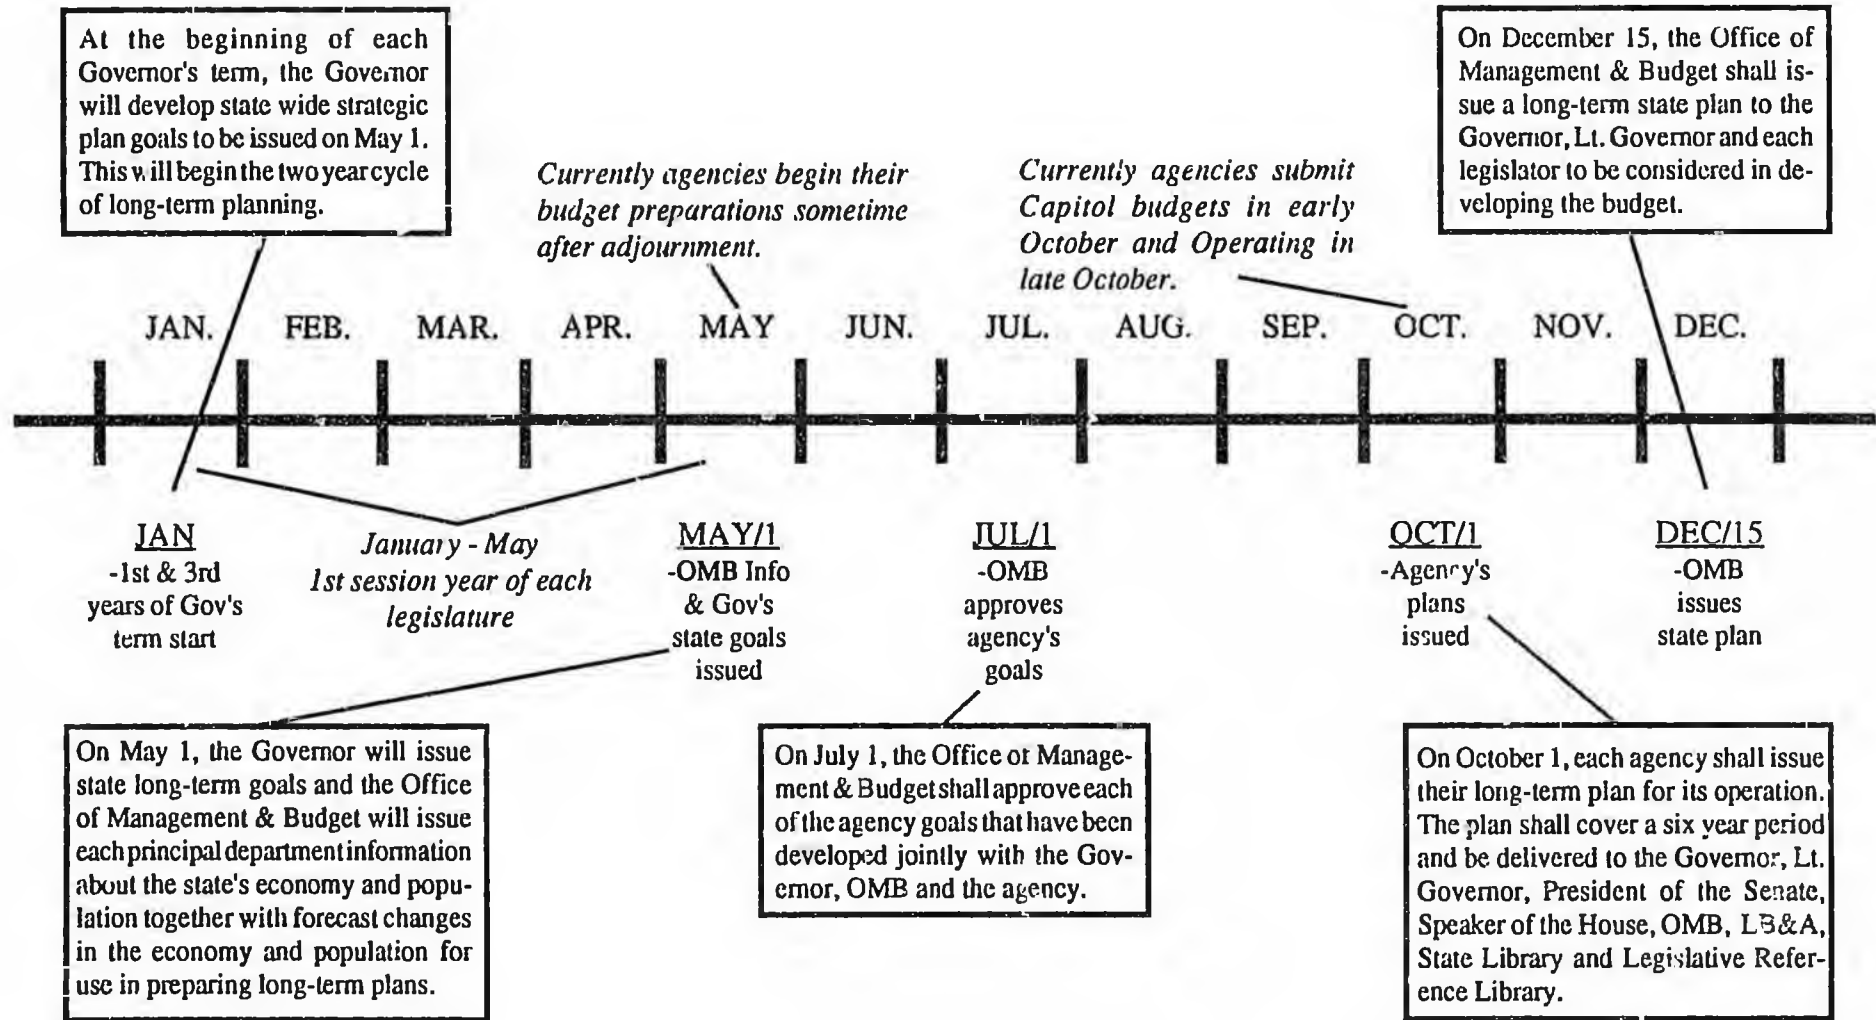 At the beginning of each
Governor's term, the Governor
will develop state wide strategic
plan goals to be issued on May 1.
This will begin the two year cycle
of long-term planning.
Currently agencies begin their
budget preparations sometime
after adjournment.
Currently agencies submit
Capitol budgets in early
October and Operating in
late October.
On December 15, the Office of
Management & Budget shall is-
sue a long-term state plan to the
Governor, Lt. Governor and each
legislator to be considered in de-
veloping the budget.
JAN. FEB. MAR. APR. MAY JUN. JUL. AUG. SEP. OCT. NOV. DEC.
JAN
-1st & 3rd
years of Gov's
term start
January - May
1st session year of each
legislature
MAY/1
-OMB Info
& Gov's
state goals
issued
JUL/1
-OMB
approves
agency's
goals
OCT/1
-Agency's
plans
issued
DEC/15
-OMB
issues
state plan
On May 1, the Governor will issue
state long-term goals and the Office
of Management & Budget will issue
each principal department information
about the state's economy and popu-
lation together with forecast changes
in the economy and population for
use in preparing long-term plans.
On July 1, the Office of Manage-
ment & Budget shall approve each
of the agency goals that have been
developed jointly with the Gov-
ernor, OMB and the agency.
On October 1, each agency shall issue
their long-term plan for its operation.
The plan shall cover a six year period
and be delivered to the Governor, Lt.
Governor, President of the Senate,
Speaker of the House, OMB, LB&A,
State Library and Legislative Refer-
ence Library.